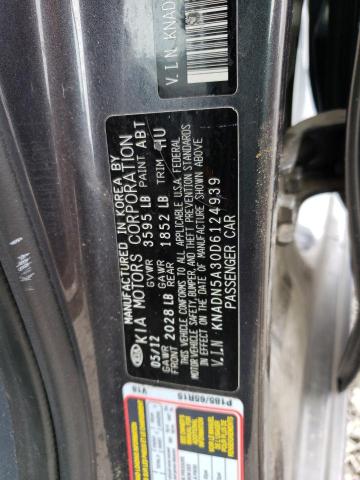 V.I.N KNAD
MANUFACTURED IN KOREA BY
KIA MOTORS CORPORATION
05/12 GVWR 3595 LB PAINT ABT
GAWR FRONT 2028 LB GAWR REAR 1852 LB TRIM
THIS VEHICLE CONFORMS TO ALL APPLICABLE U.S.A. FEDERAL
MOTOR VEHICLE SAFETY, BUMPER, AND THEFT PREVENTION STANDARDS
IN EFFECT ON THE DATE OF MANUFACTURE SHOWN ABOVE
V.I.N KNADN5A30D6124939
PASSENGER CAR
P185/65R15